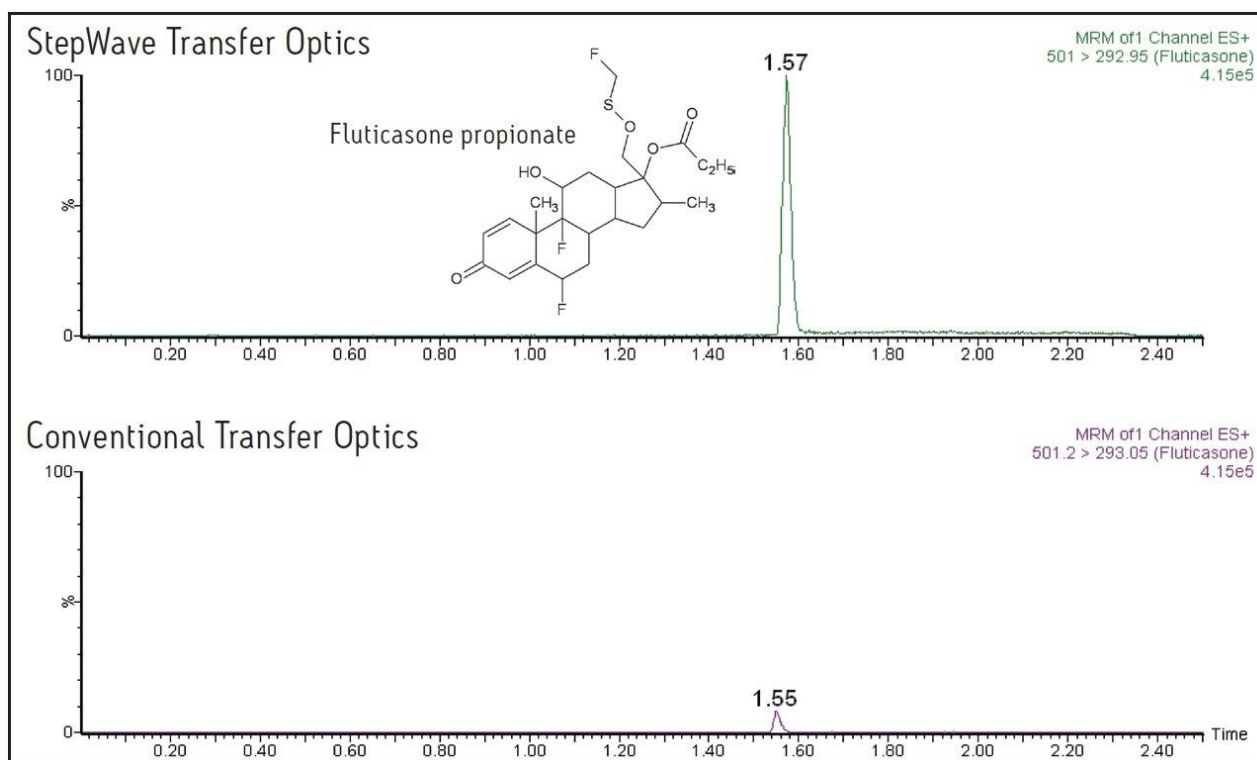 StepWave Transfer Optics
MRM of1 Channel ES+
501 > 292.95 (Fluticasone)
4.15e5
100
1.57
F
S
O
O
Fluticasone propionate
O
C₂H₅
HO
CH₃
CH₃
F
O
F
%
0
0.20 0.40 0.60 0.80 1.00 1.20 1.40 1.60 1.80 2.00 2.20 2.40
Conventional Transfer Optics
MRM of1 Channel ES+
501.2 > 293.05 (Fluticasone)
4.15e5
100
%
1.55
0
Time
0.20 0.40 0.60 0.80 1.00 1.20 1.40 1.60 1.80 2.00 2.20 2.40